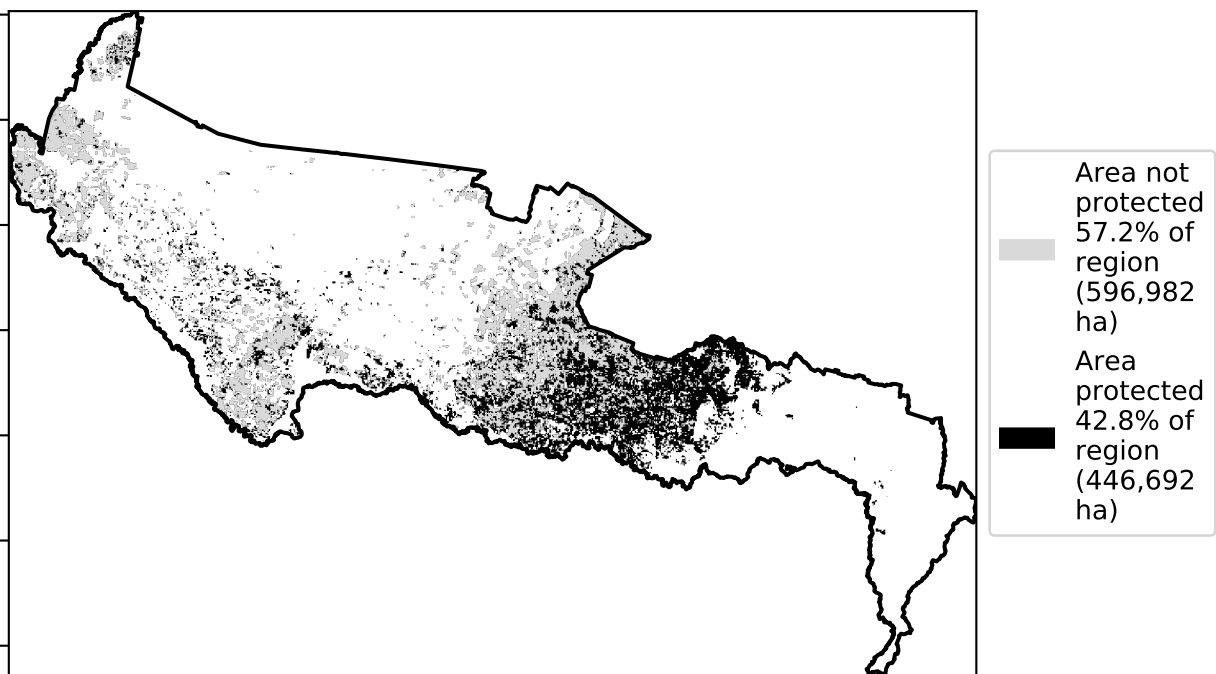 Area not
protected
57.2% of
region
(596,982
ha)
Area
protected
42.8% of
region
(446,692
ha)